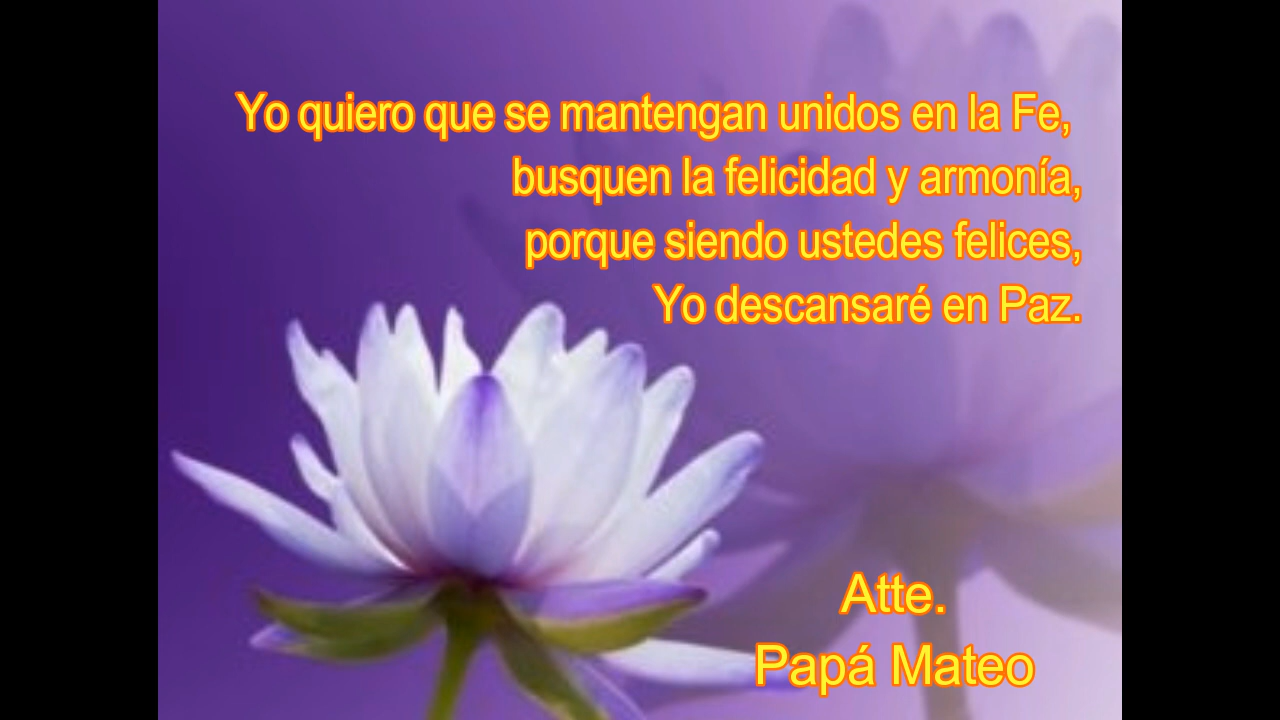 Yo quiero que se mantengan unidos en la Fe,
busquen la felicidad y armonía,
porque siendo ustedes felices,
Yo descansaré en Paz.
Atte.
Papá Mateo